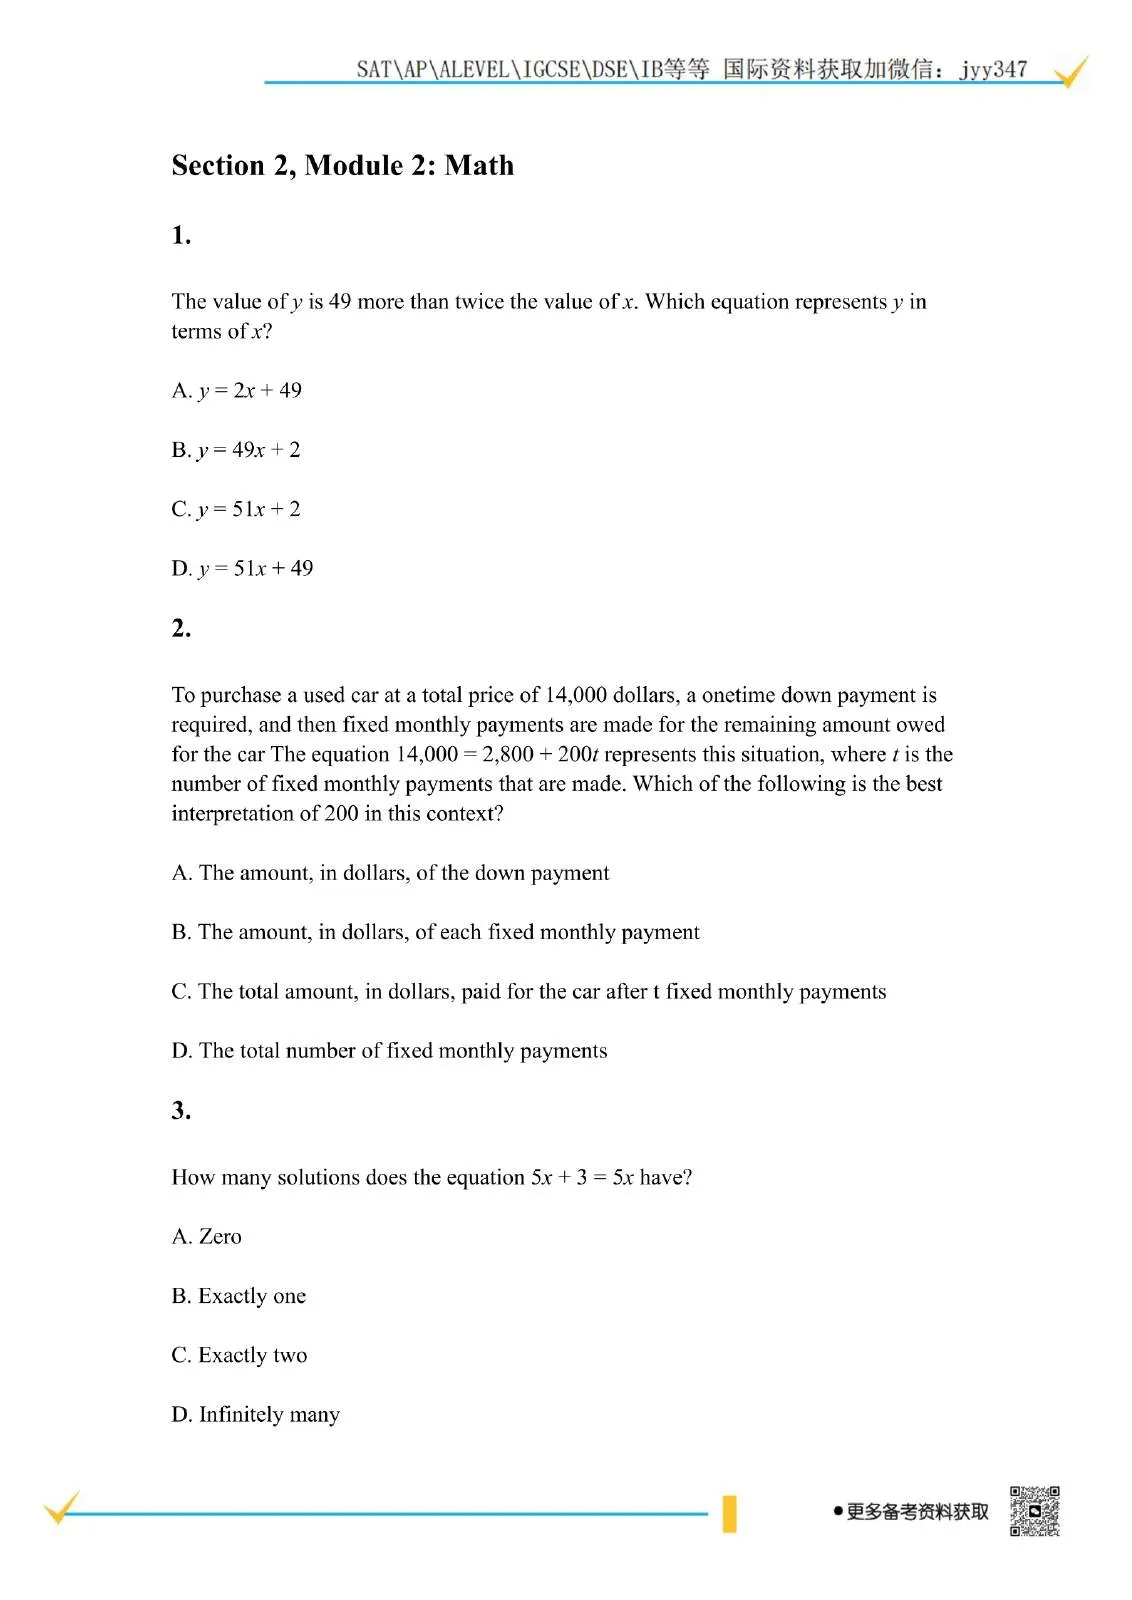 SAT\AP\ALEVEL\IGCSE\DSE\IB等等 国际资料获取加微信：jyy347
Section 2, Module 2: Math
1.
The value of y is 49 more than twice the value of x. Which equation represents y in
terms of x?
A. y = 2x + 49
B. y = 49x + 2
C. y = 51x + 2
D. y = 51x + 49
2.
To purchase a used car at a total price of 14,000 dollars, a onetime down payment is
required, and then fixed monthly payments are made for the remaining amount owed
for the car The equation 14,000 = 2,800 + 200t represents this situation, where t is the
number of fixed monthly payments that are made. Which of the following is the best
interpretation of 200 in this context?
A. The amount, in dollars, of the down payment
B. The amount, in dollars, of each fixed monthly payment
C. The total amount, in dollars, paid for the car after t fixed monthly payments
D. The total number of fixed monthly payments
3.
How many solutions does the equation 5x + 3 = 5x have?
A. Zero
B. Exactly one
C. Exactly two
D. Infinitely many
●更多备考资料获取